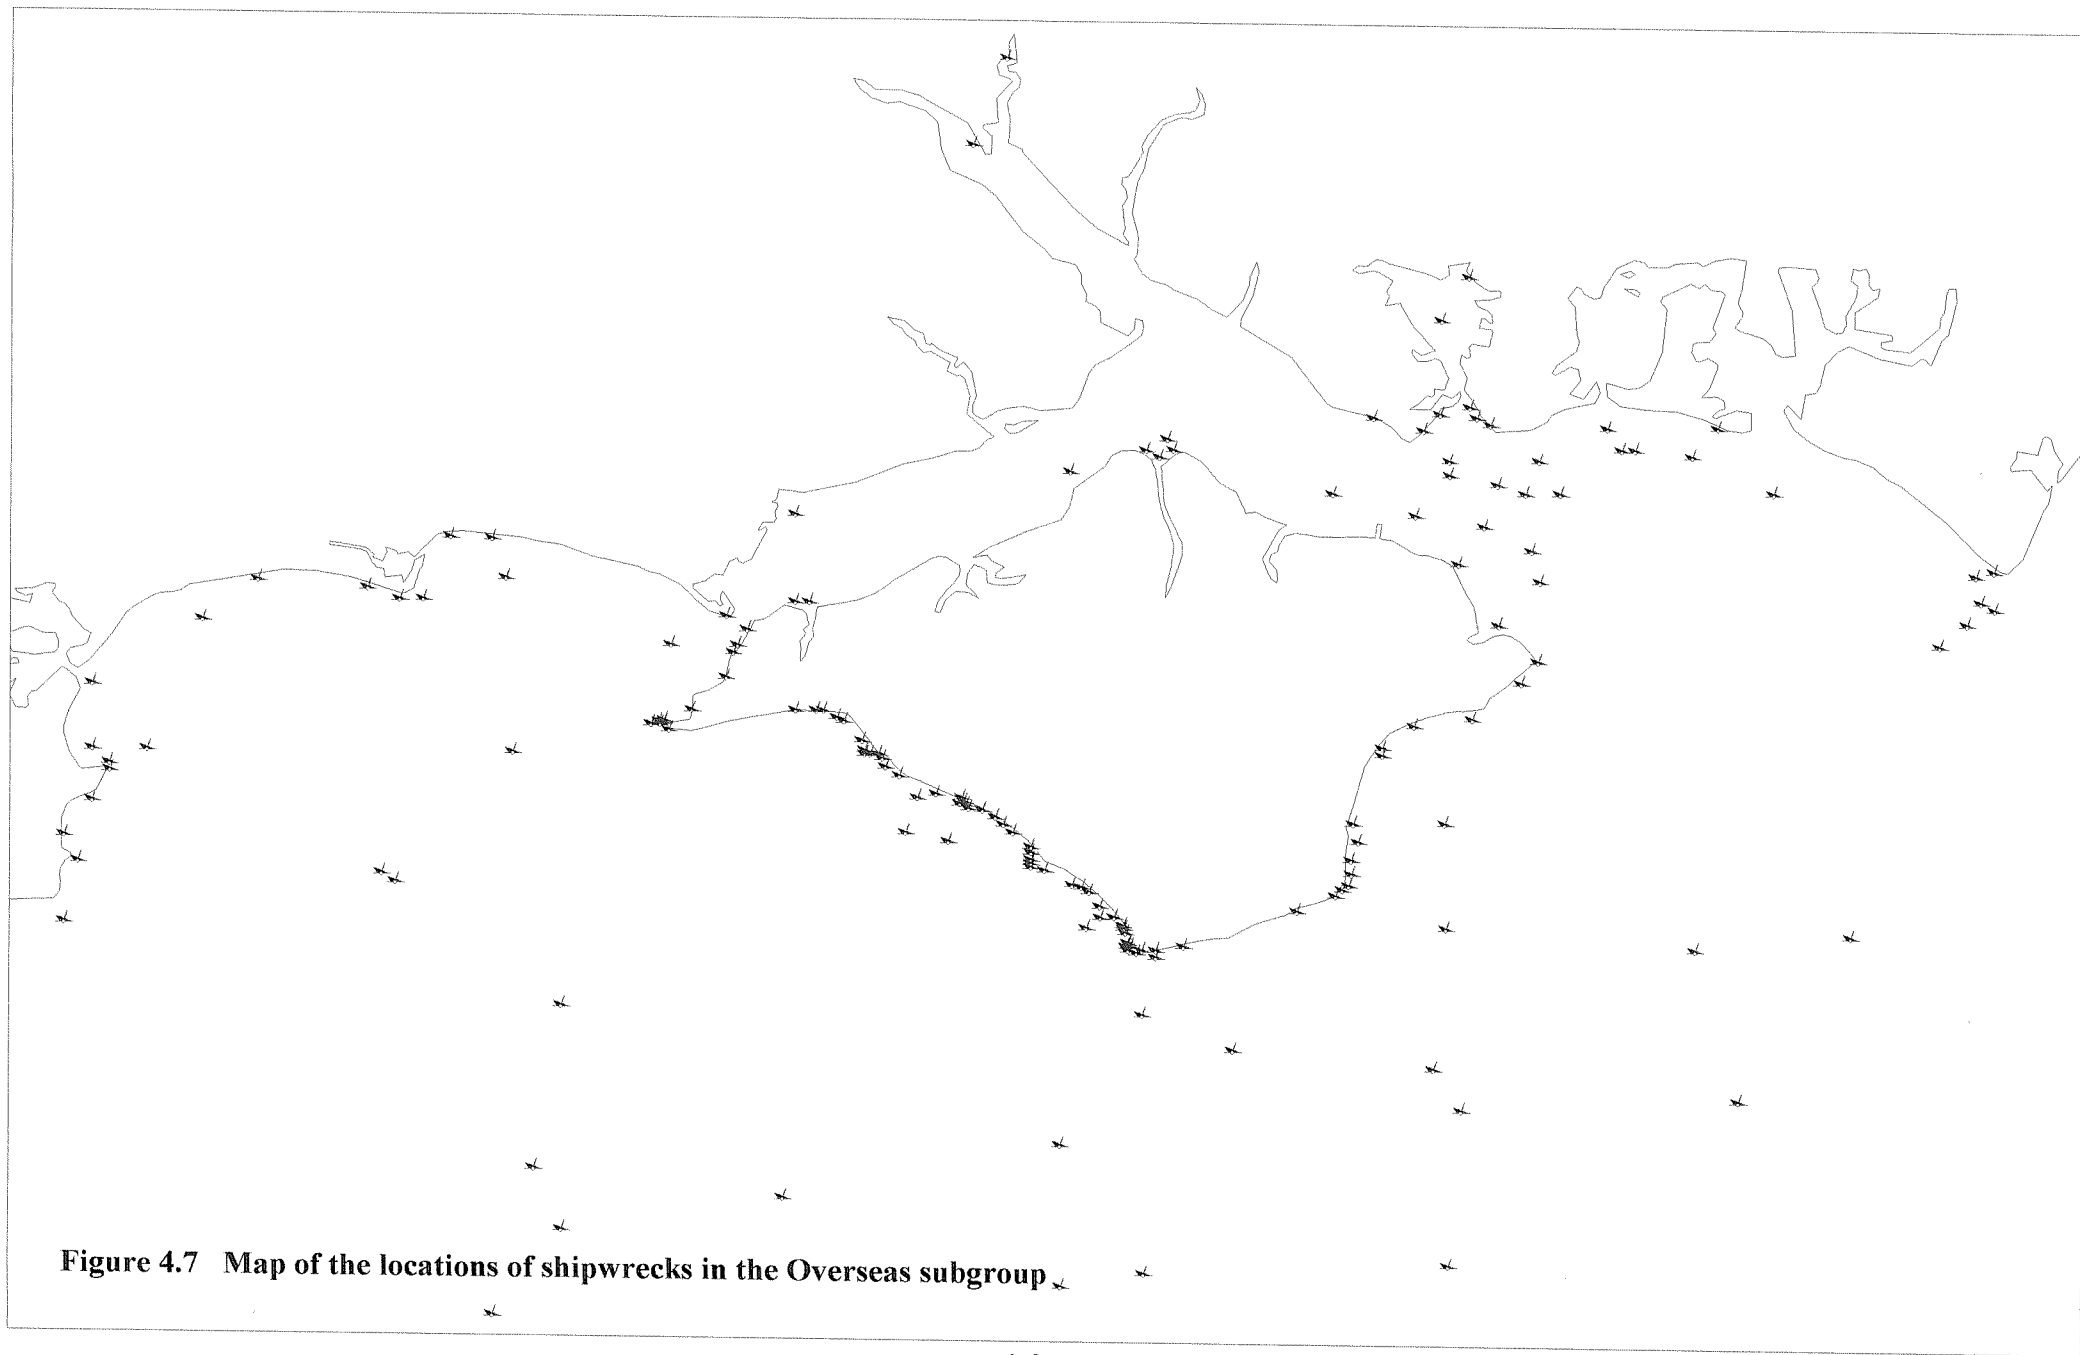 Figure 4.7 Map of the locations of shipwrecks in the Overseas subgroup